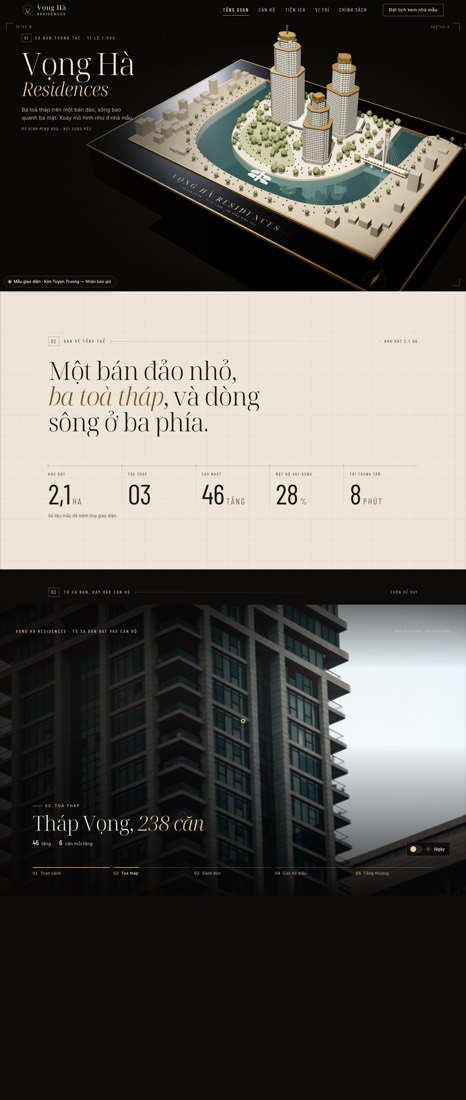 Vọng Hà
RESIDENCES
TỔNG QUAN
CĂN HỘ
TIỆN ÍCH
VỊ TRÍ
CHÍNH SÁCH
Đặt lịch xem nhà mẫu
01 SA BÀN TƯƠNG TÁC · TỈ LỆ 1:500
Vọng Hà
Residences
Ba toà tháp trên một bán đảo, sông bao
quanh ba mặt. Xoay mô hình như ở nhà mẫu.
MÔ HÌNH MINH HOẠ · NỘI DUNG MẪU
VỌNG HÀ RESIDENCES
Mẫu giao diện · Kim Tuyen Truong — Nhận báo giá
02 BẢN VẼ TỔNG THỂ
KHU ĐẤT 2,1 HA
Một bán đảo nhỏ,
ba toà tháp, và dòng
sông ở ba phía.
KHU ĐẤT
TOÀ THÁP
CAO NHẤT
MẬT ĐỘ XÂY DỰNG
TỚI TRUNG TÂM
2,1 HA
03
46 TẦNG
28 %
8 PHÚT
Số liệu mẫu để minh hoạ giao diện.
03 TỪ SA BÀN, BAY VÀO CĂN HỘ
CUỘN ĐỂ BAY
VỌNG HÀ RESIDENCES · TỪ SA BÀN BAY VÀO CĂN HỘ
02 TOÀ THÁP
Tháp Vọng, 238 căn
46 tầng 6 căn mỗi tầng
Ngày
01 Toàn cảnh
02 Toà tháp
03 Sảnh đón
04 Căn hộ mẫu
05 Tầng thượng